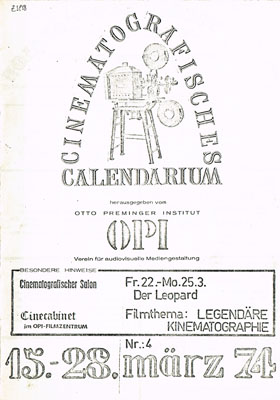 CINEMATOGRAFISCHES
CALENDARIUM
herausgegeben vom
OTTO PREMINGER INSTITUT
OPI
Verein für audiovisuelle Mediengestaltung
BESONDERE HINWEISE
Cinematografischer Salon
Fr.22.-Mo.25.3.
Der Leopard
Cinecabinet
im OPI-FILMZENTRUM
Filmthema: LEGENDÄRE
KINEMATOGRAPHIE
Nr.: 4
15.-28. märz 74